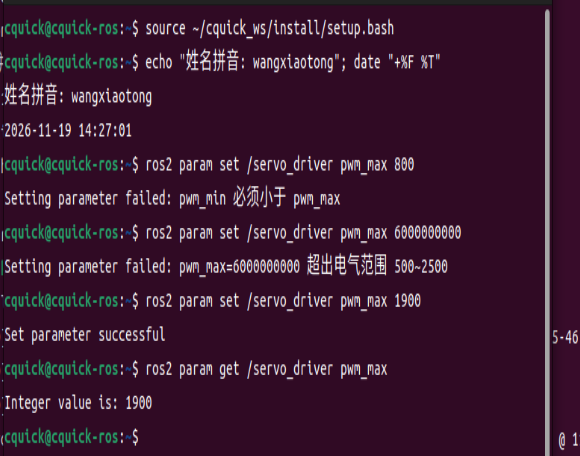 cquick@cquick-ros:~$ source ~/cquick_ws/install/setup.bash
cquick@cquick-ros:~$ echo "姓名拼音: wangxiaotong"; date "+%F %T"
姓名拼音: wangxiaotong
2026-11-19 14:27:01
cquick@cquick-ros:~$ ros2 param set /servo_driver pwm_max 800
Setting parameter failed: pwm_min 必须小于 pwm_max
cquick@cquick-ros:~$ ros2 param set /servo_driver pwm_max 6000000000
Setting parameter failed: pwm_max=6000000000 超出电气范围 500~2500
cquick@cquick-ros:~$ ros2 param set /servo_driver pwm_max 1900
Set parameter successful
5-46
cquick@cquick-ros:~$ ros2 param get /servo_driver pwm_max
Integer value is: 1900
cquick@cquick-ros:~$
@ 1